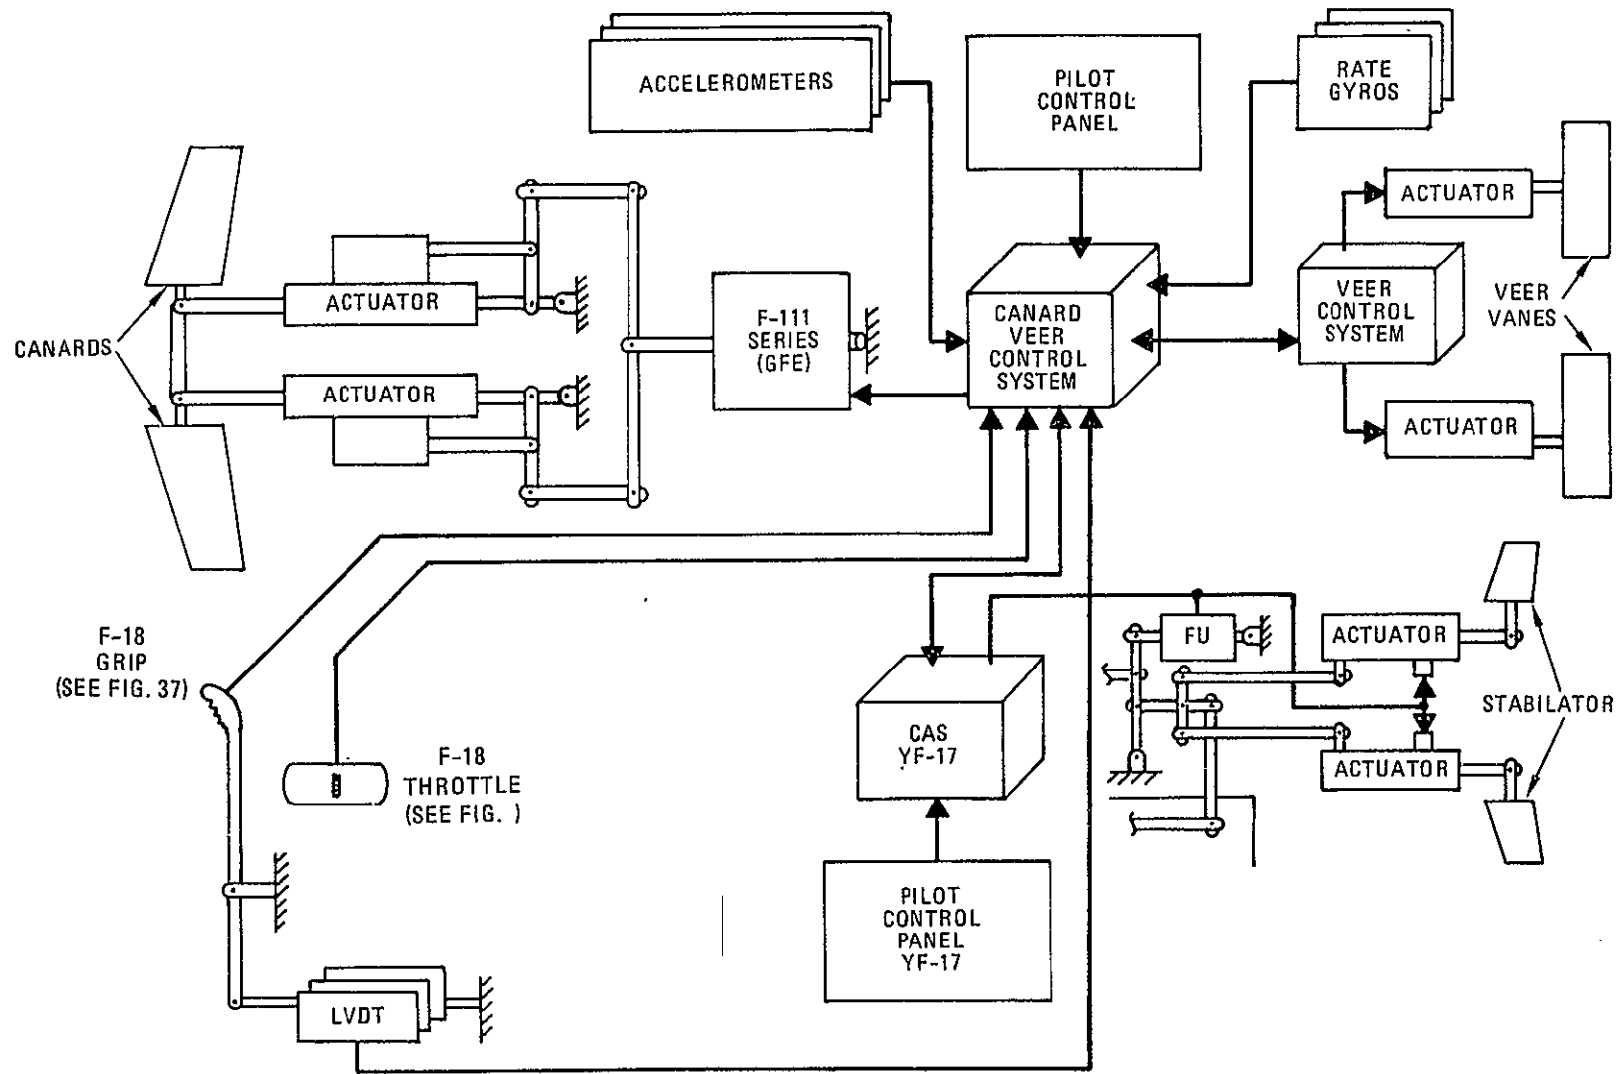 ACCELEROMETERS
PILOT
CONTROL
PANEL
RATE
GYROS
ACTUATOR
ACTUATOR
CANARDS
ACTUATOR
F-111
SERIES
(GFE)
CANARD
VEER
CONTROL
SYSTEM
VEER
CONTROL
SYSTEM
VEER
VANES
ACTUATOR
F-18
GRIP
(SEE FIG. 37)
F-18
THROTTLE
(SEE FIG. )
LVDT
CAS
YF-17
PILOT
CONTROL
PANEL
YF-17
FU
ACTUATOR
ACTUATOR
STABILATOR